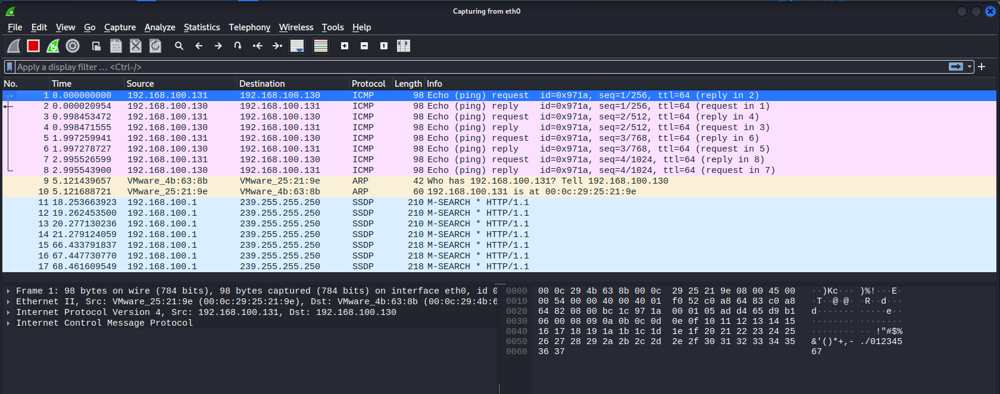 Capturing from eth0
File Edit View Go Capture Analyze Statistics Telephony Wireless Tools Help
Apply a display filter … <Ctrl-/>
No. Time Source Destination Protocol Length Info
1 0.000000000 192.168.100.131 192.168.100.130 ICMP 98 Echo (ping) request id=0x971a, seq=1/256, ttl=64 (reply in 2)
2 0.000020954 192.168.100.130 192.168.100.131 ICMP 98 Echo (ping) reply id=0x971a, seq=1/256, ttl=64 (request in 1)
3 0.998453472 192.168.100.131 192.168.100.130 ICMP 98 Echo (ping) request id=0x971a, seq=2/512, ttl=64 (reply in 4)
4 0.998471555 192.168.100.130 192.168.100.131 ICMP 98 Echo (ping) reply id=0x971a, seq=2/512, ttl=64 (request in 3)
5 1.997259941 192.168.100.131 192.168.100.130 ICMP 98 Echo (ping) request id=0x971a, seq=3/768, ttl=64 (reply in 6)
6 1.997278727 192.168.100.130 192.168.100.131 ICMP 98 Echo (ping) reply id=0x971a, seq=3/768, ttl=64 (request in 5)
7 2.995526599 192.168.100.131 192.168.100.130 ICMP 98 Echo (ping) request id=0x971a, seq=4/1024, ttl=64 (reply in 8)
8 2.995543900 192.168.100.130 192.168.100.131 ICMP 98 Echo (ping) reply id=0x971a, seq=4/1024, ttl=64 (request in 7)
9 5.121439657 VMware_4b:63:8b VMware_25:21:9e ARP 42 Who has 192.168.100.131? Tell 192.168.100.130
10 5.121688721 VMware_25:21:9e VMware_4b:63:8b ARP 60 192.168.100.131 is at 00:0c:29:25:21:9e
11 18.253663923 192.168.100.1 239.255.255.250 SSDP 210 M-SEARCH * HTTP/1.1
12 19.262453500 192.168.100.1 239.255.255.250 SSDP 210 M-SEARCH * HTTP/1.1
13 20.277130236 192.168.100.1 239.255.255.250 SSDP 210 M-SEARCH * HTTP/1.1
14 21.279124059 192.168.100.1 239.255.255.250 SSDP 210 M-SEARCH * HTTP/1.1
15 66.433791837 192.168.100.1 239.255.255.250 SSDP 218 M-SEARCH * HTTP/1.1
16 67.447730770 192.168.100.1 239.255.255.250 SSDP 218 M-SEARCH * HTTP/1.1
17 68.461609549 192.168.100.1 239.255.255.250 SSDP 218 M-SEARCH * HTTP/1.1
Frame 1: 98 bytes on wire (784 bits), 98 bytes captured (784 bits) on interface eth0, id 0
Ethernet II, Src: VMware_25:21:9e (00:0c:29:25:21:9e), Dst: VMware_4b:63:8b (00:0c:29:4b:6
Internet Protocol Version 4, Src: 192.168.100.131, Dst: 192.168.100.130
Internet Control Message Protocol
0000 00 0c 29 4b 63 8b 00 0c 29 25 21 9e 08 00 45 00 ··)Kc··· )%!···E·
0010 00 54 00 00 40 00 40 01 f0 52 c0 a8 64 83 c0 a8 ·T··@·@· ·R··d···
0020 64 82 08 00 bc 1c 97 1a 00 01 05 ad d4 65 d9 b1 d······· ·····e··
0030 06 00 08 09 0a 0b 0c 0d 0e 0f 10 11 12 13 14 15 ········ ········
0040 16 17 18 19 1a 1b 1c 1d 1e 1f 20 21 22 23 24 25 ········ ·· !"#$%
0050 26 27 28 29 2a 2b 2c 2d 2e 2f 30 31 32 33 34 35 &'()*+,- ./012345
0060 36 37 67